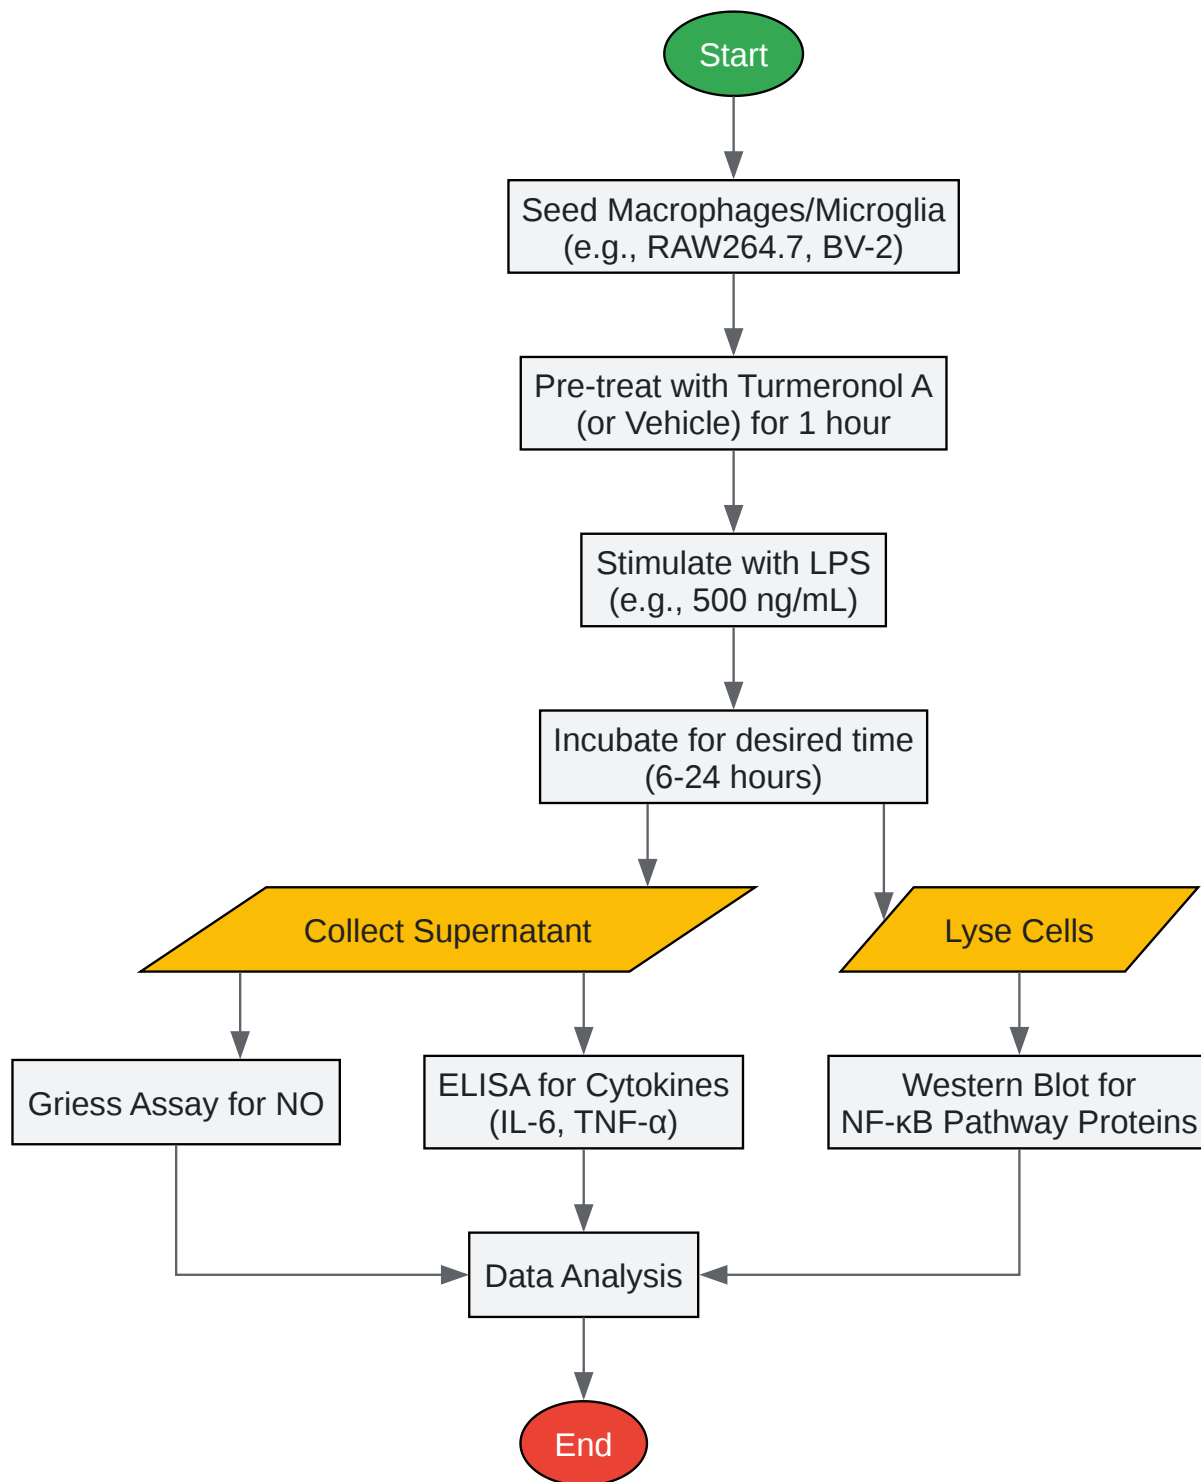 Start
Seed Macrophages/Microglia
(e.g., RAW264.7, BV-2)
Pre-treat with Turmeronol A
(or Vehicle) for 1 hour
Stimulate with LPS
(e.g., 500 ng/mL)
Incubate for desired time
(6-24 hours)
Collect Supernatant
Lyse Cells
Griess Assay for NO
ELISA for Cytokines
(IL-6, TNF-α)
Western Blot for
NF-κB Pathway Proteins
Data Analysis
End